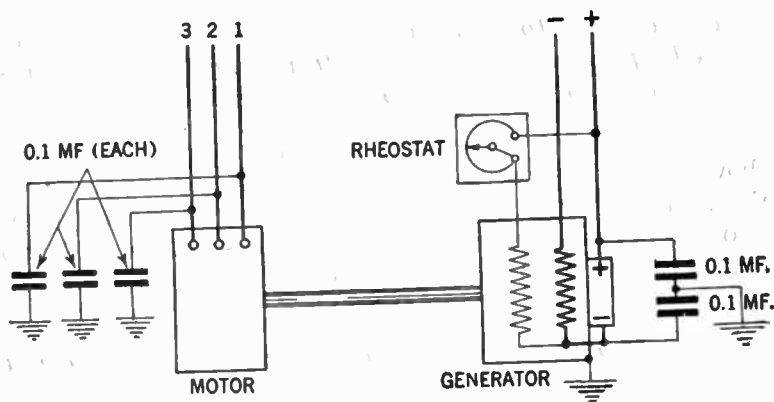 3 2 1
- +
0.1 MF (EACH)
RHEOSTAT
+
-
0.1 MF.
0.1 MF.
MOTOR
GENERATOR